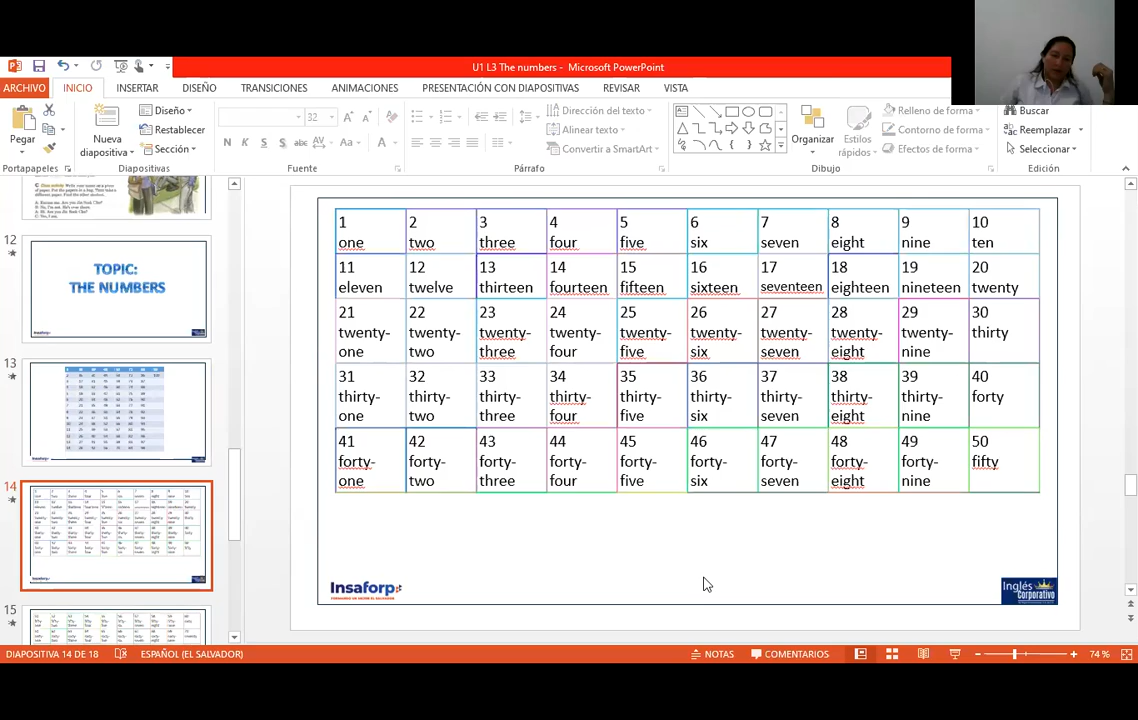 U1 L3 The numbers - Microsoft PowerPoint
ARCHIVO INICIO INSERTAR DISEÑO TRANSICIONES ANIMACIONES PRESENTACIÓN CON DIAPOSITIVAS REVISAR VISTA
Pegar
Portapapeles
Nueva diapositiva
Diseño
Restablecer
Sección
Diapositivas
32
N K S S abc AV Aa A
Fuente
Dirección del texto
Alinear texto
Convertir a SmartArt
Párrafo
Organizar
Estilos rápidos
Relleno de forma
Contorno de forma
Efectos de forma
Dibujo
Buscar
Reemplazar
Seleccionar
Edición
12
TOPIC:
THE NUMBERS
Insaforp
13
14
15
1 2 3 4 5 6 7 8 9 10
one two three four five six seven eight nine ten
11 12 13 14 15 16 17 18 19 20
eleven twelve thirteen fourteen fifteen sixteen seventeen eighteen nineteen twenty
21 22 23 24 25 26 27 28 29 30
twenty- twenty- twenty- twenty- twenty- twenty- twenty- twenty- twenty- thirty
one two three four five six seven eight nine
31 32 33 34 35 36 37 38 39 40
thirty- thirty- thirty- thirty- thirty- thirty- thirty- thirty- thirty- forty
one two three four five six seven eight nine
41 42 43 44 45 46 47 48 49 50
forty- forty- forty- forty- forty- forty- forty- forty- forty- fifty
one two three four five six seven eight nine
Insaforp
Inglés
Corporativo
DIAPOSITIVA 14 DE 18 ESPAÑOL (EL SALVADOR) NOTAS COMENTARIOS 74 %